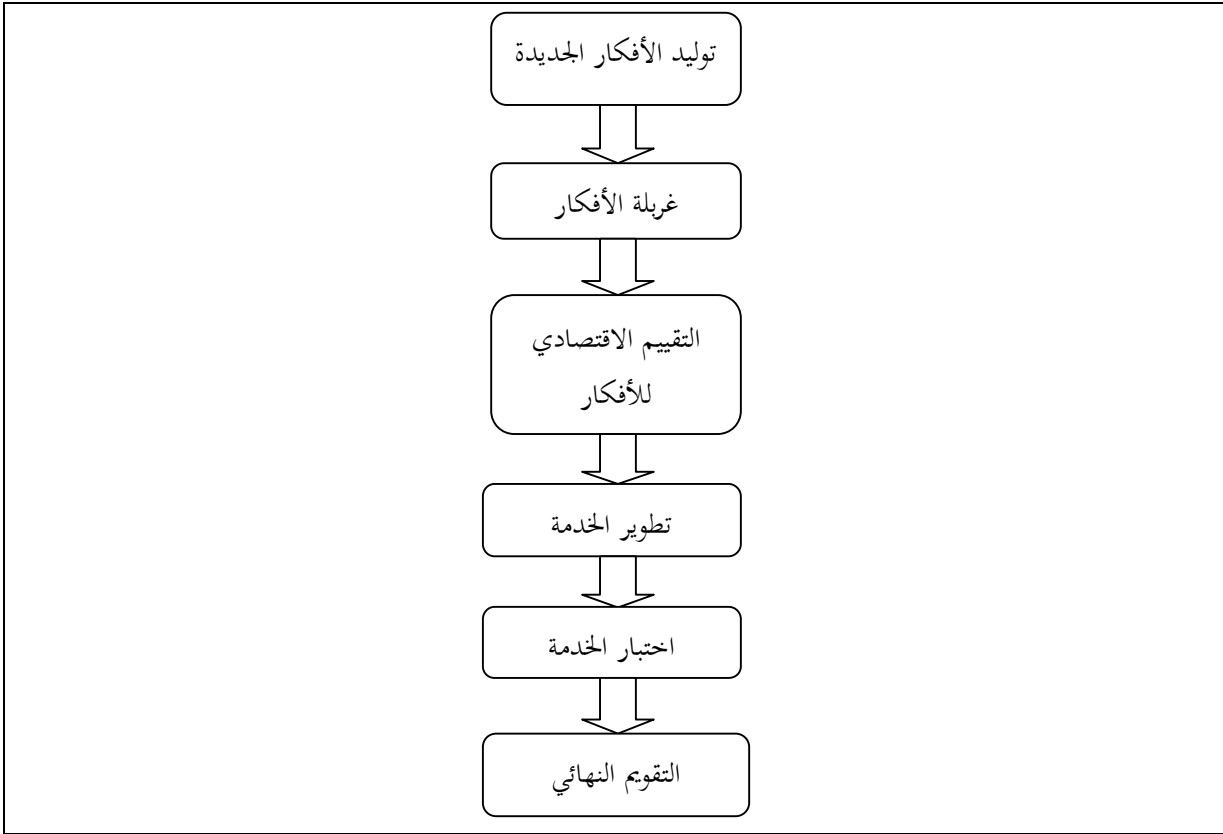 توليد الأفكار الجديدة
غربلة الأفكار
التقييم الاقتصادي
للأفكار
تطوير الخدمة
اختبار الخدمة
التقويم النهائي